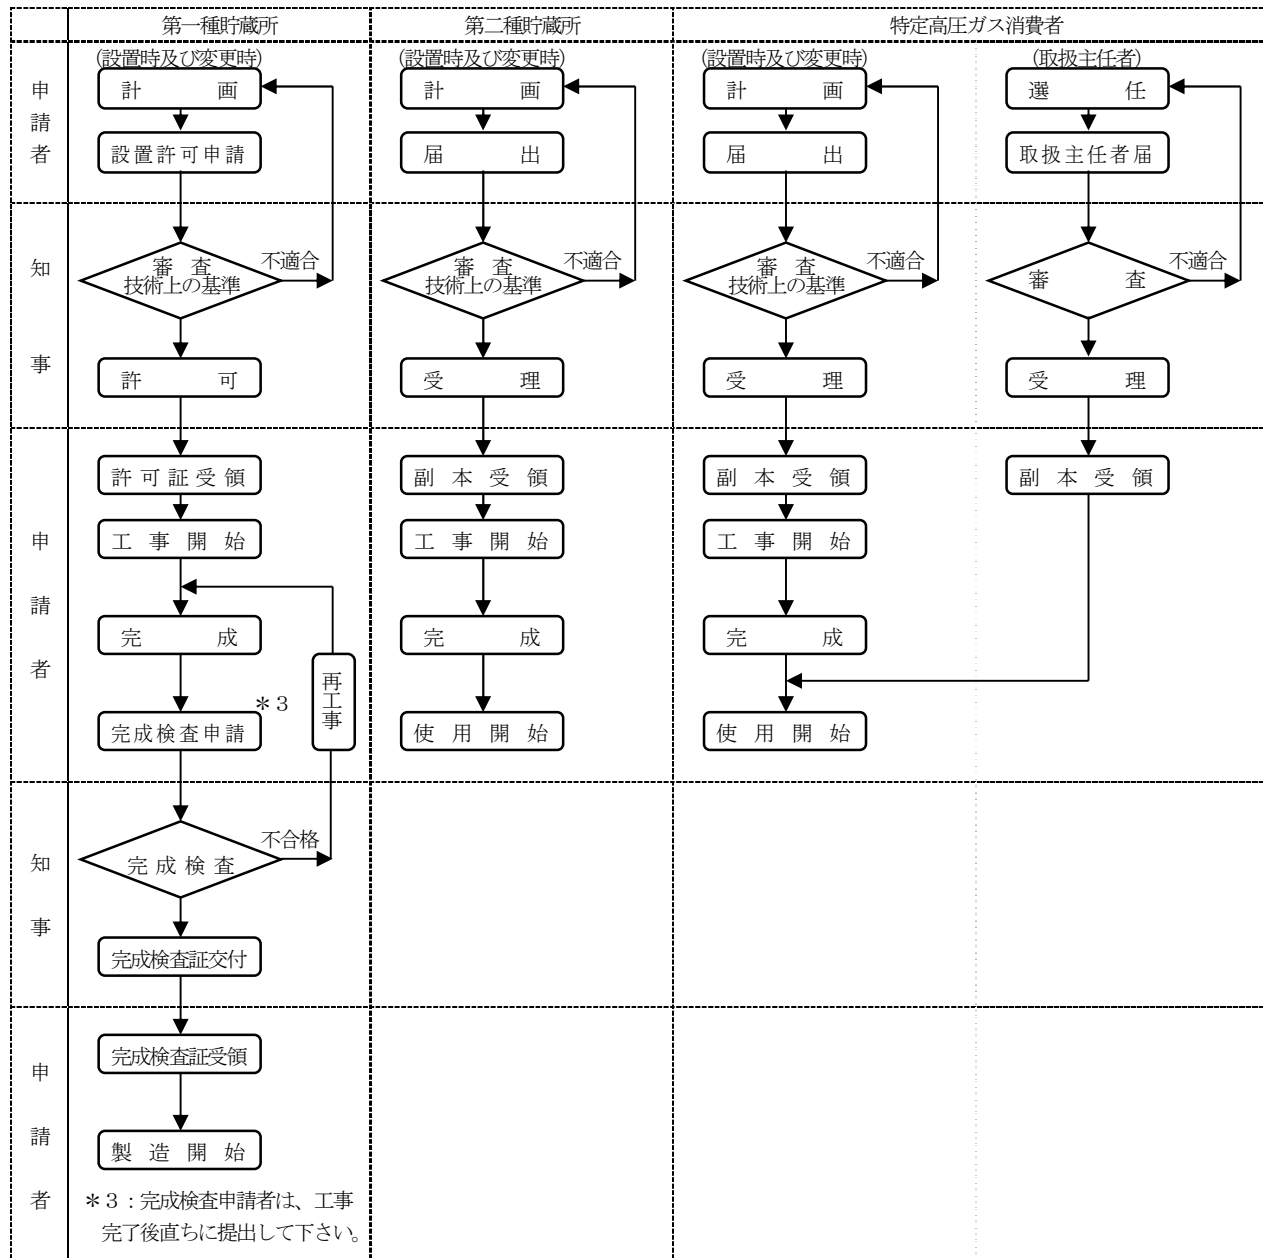 第一種貯蔵所 第二種貯蔵所 特定高圧ガス消費者
(設置時及び変更時) (設置時及び変更時) (設置時及び変更時) (取扱主任者)
申請者
計画 計画 計画 選任
設置許可申請 届出 届出 取扱主任者届
知事
審査 審査 審査 審査
技術上の基準 技術上の基準 技術上の基準
不適合 不適合 不適合 不適合
許可 受理 受理 受理
申請者
許可証受領 副本受領 副本受領 副本受領
工事開始 工事開始 工事開始
完成 完成 完成
再工事
＊３
完成検査申請 使用開始 使用開始
知事
完成検査 不合格
完成検査証交付
申請者
完成検査証受領
製造開始
＊３：完成検査申請者は、工事
完了後直ちに提出して下さい。